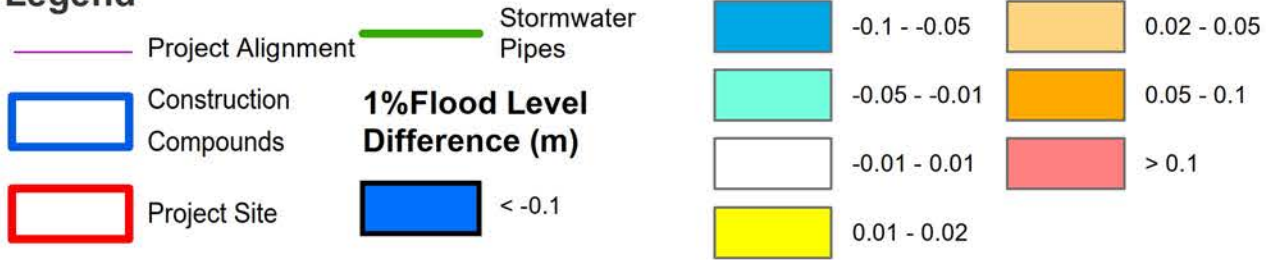 Legend
Project Alignment
Construction
Compounds
Project Site
Stormwater
Pipes
1%Flood Level
Difference (m)
< -0.1
-0.1 - -0.05
-0.05 - -0.01
-0.01 - 0.01
0.01 - 0.02
0.02 - 0.05
0.05 - 0.1
> 0.1